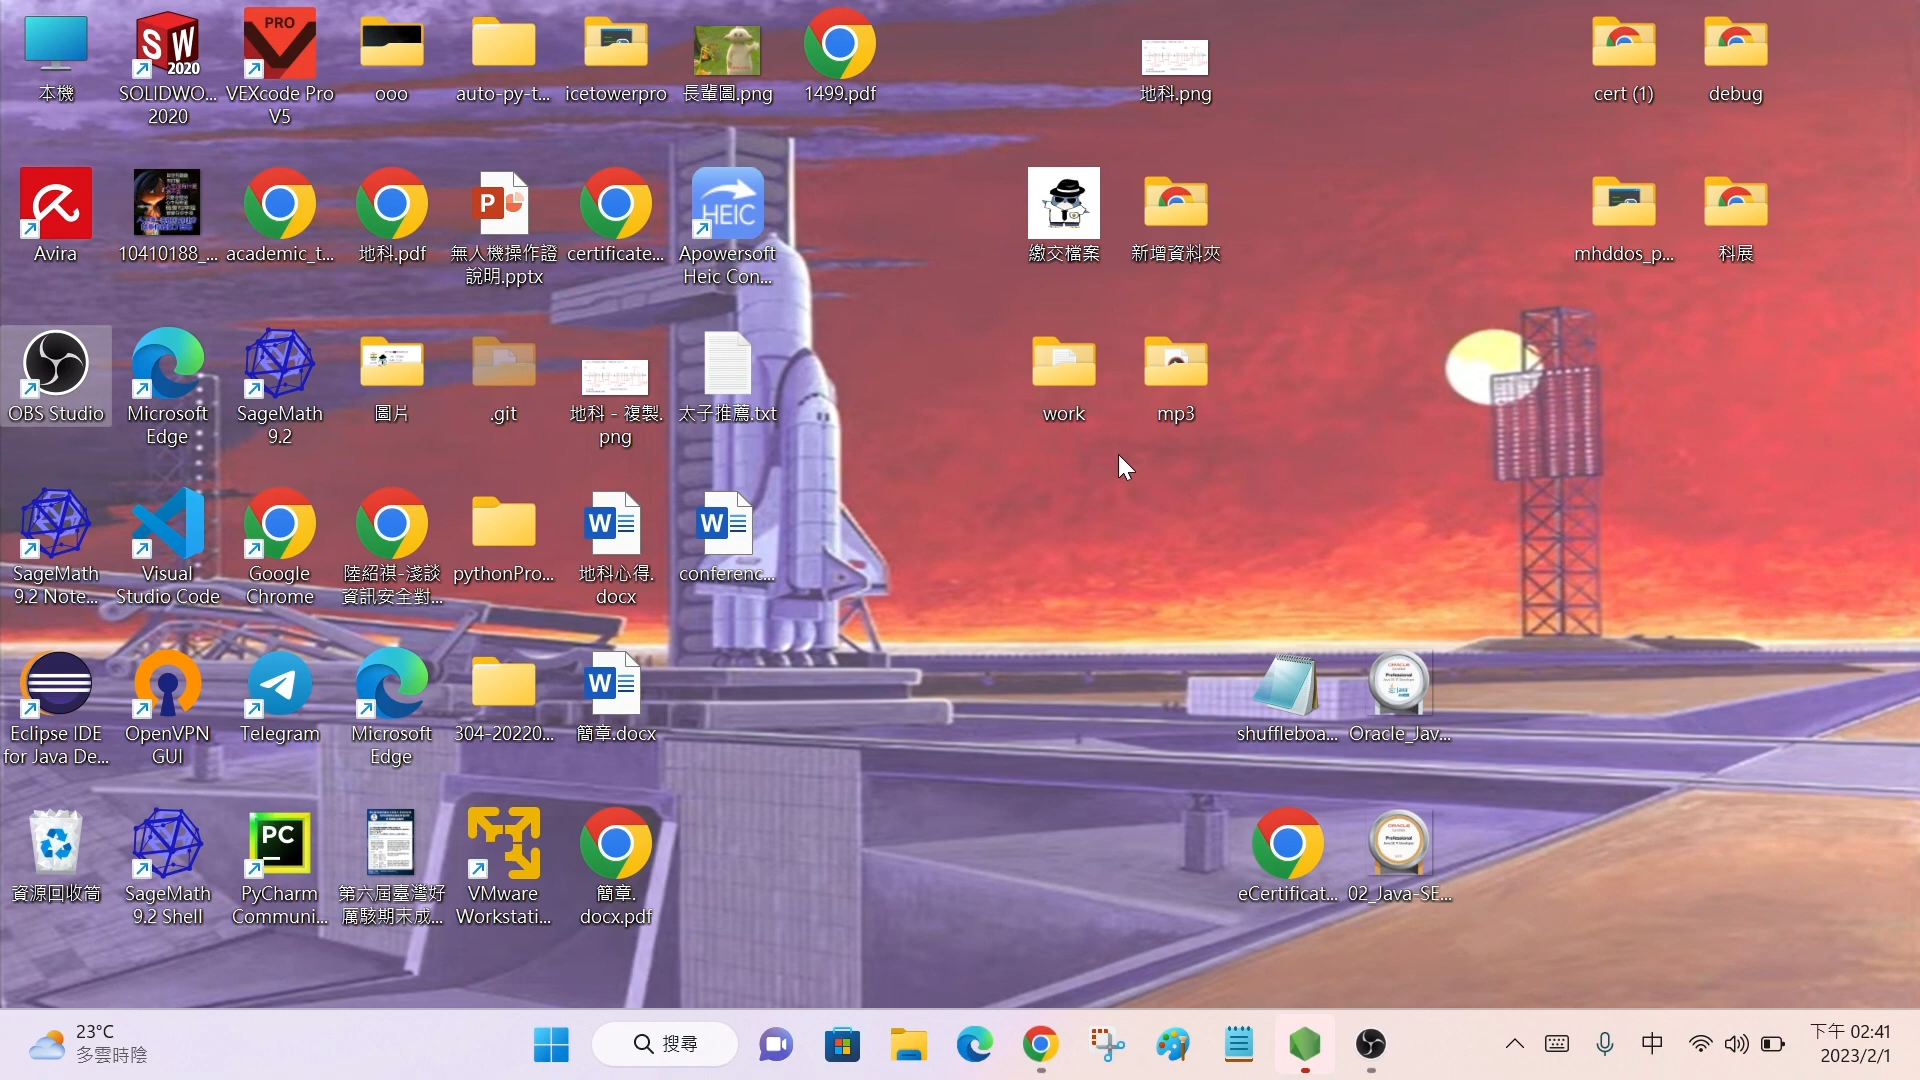 本機
SOLIDWO...
2020
VEXcode Pro
V5
ooo
auto-py-t...
icetowerpro
長輩圖.png
1499.pdf
地科.png
cert (1)
debug
Avira
10410188_...
academic_t...
地科.pdf
無人機操作證
說明.pptx
certificate...
Apowersoft
Heic Con...
繳交檔案
新增資料夾
mhddos_p...
科展
OBS Studio
Microsoft
Edge
SageMath
9.2
圖片
.git
地科 - 複製.
png
太子推薦.txt
work
mp3
SageMath
9.2 Note...
Visual
Studio Code
Google
Chrome
陸紹祺-淺談
資訊安全對...
pythonPro...
地科心得.
docx
conferenc...
Eclipse IDE
for Java De...
OpenVPN
GUI
Telegram
Microsoft
Edge
304-20220...
簡章.docx
shuffleboa...
Oracle_Jav...
資源回收筒
SageMath
9.2 Shell
PyCharm
Communi...
第六屆臺灣好
厲駭期末成...
VMware
Workstati...
簡章.
docx.pdf
eCertificat...
02_Java-SE...
23°C
多雲時陰
搜尋
中
下午 02:41
2023/2/1